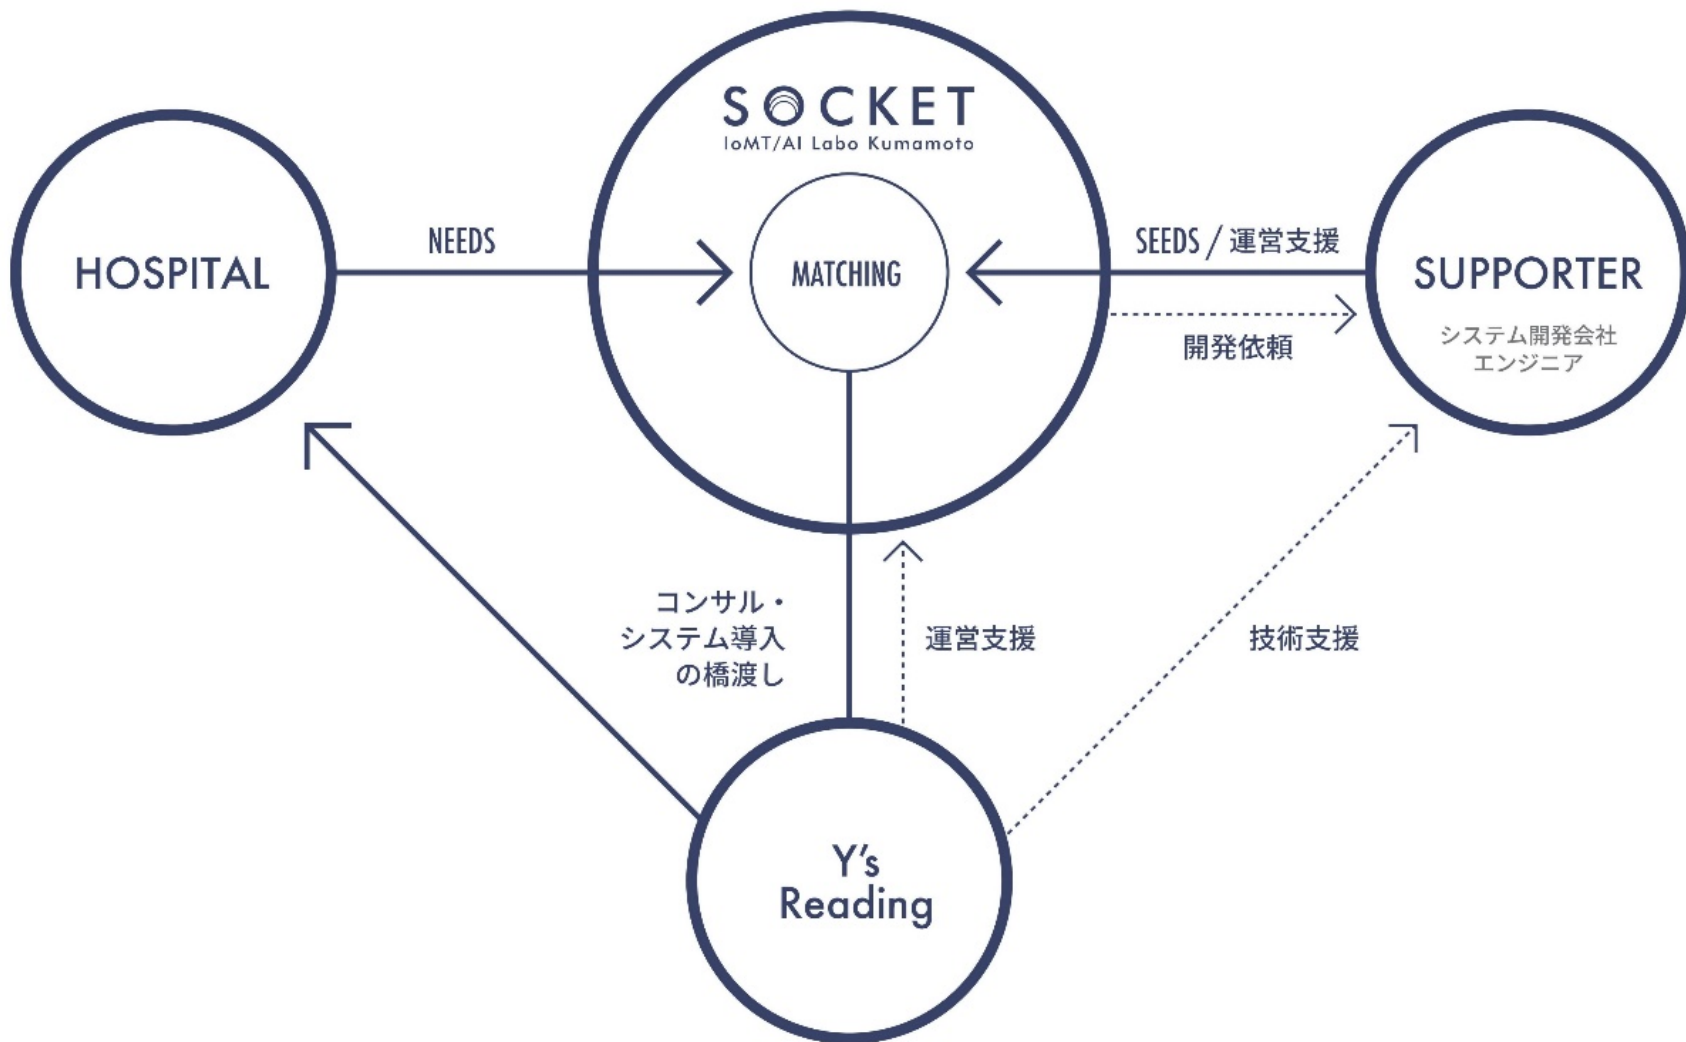 SOCKET
IoMT/AI Labo Kumamoto
HOSPITAL
NEEDS
MATCHING
SEEDS / 運営支援
開発依頼
SUPPORTER
システム開発会社
エンジニア
コンサル・
システム導入
の橋渡し
運営支援
技術支援
Y's
Reading